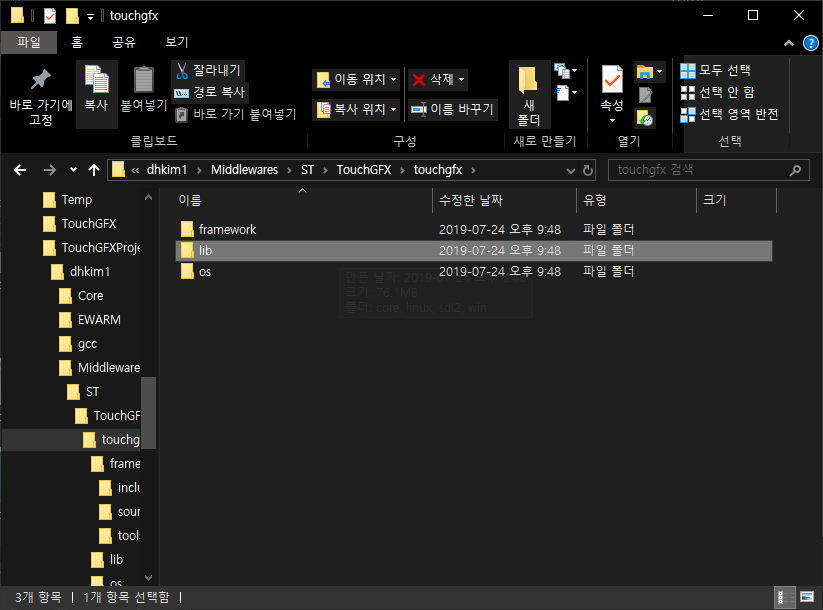 touchgfx
파일 홈 공유 보기
바로 가기에 고정
복사
붙여넣기
잘라내기
경로 복사
바로 가기 붙여넣기
클립보드
이동 위치
복사 위치
삭제
이름 바꾸기
구성
새 폴더
새로 만들기
속성
열기
모두 선택
선택 안 함
선택 영역 반전
선택
« dhkim1 > Middlewares > ST > TouchGFX > touchgfx >
touchgfx 검색
Temp
TouchGFX
TouchGFXProje
dhkim1
Core
EWARM
gcc
Middleware
ST
TouchGF
touchg
frame
inclu
sour
tool
lib
os
이름 수정한 날짜 유형 크기
framework 2019-07-24 오후 9:48 파일 폴더
lib 2019-07-24 오후 9:48 파일 폴더
os 2019-07-24 오후 9:48 파일 폴더
만든 날짜: 2019-07-24
크기: 76.1MB
폴더: core, linux, sdl2, win
3개 항목 | 1개 항목 선택함 |